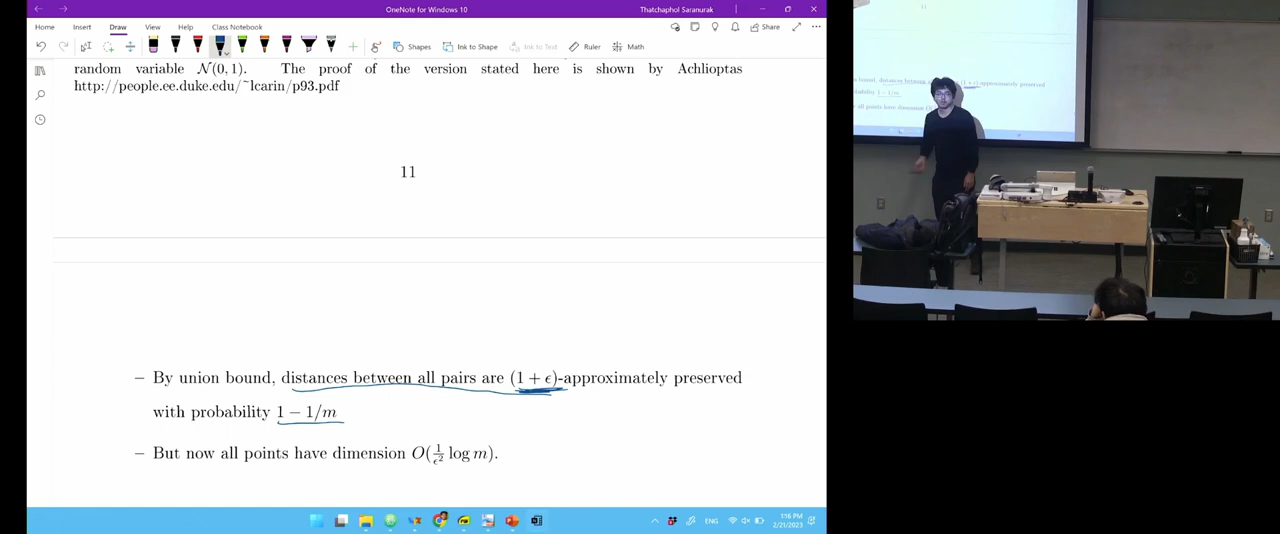 OneNote for Windows 10
Thatchaphol Saranurak
Home Insert Draw View Help Class Notebook
Share
Shapes Ink to Shape Ink to Text Ruler Math
random variable N(0, 1). The proof of the version stated here is shown by Achlioptas
http://people.ee.duke.edu/~lcarin/p93.pdf
11
– By union bound, distances between all pairs are (1 + ϵ)-approximately preserved
with probability 1 − 1/m
– But now all points have dimension O(1/ϵ² log m).
ENG
1:16 PM
2/21/2023